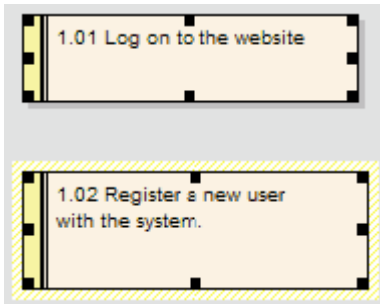 1.01 Log on to the website
1.02 Register a new user
with the system.